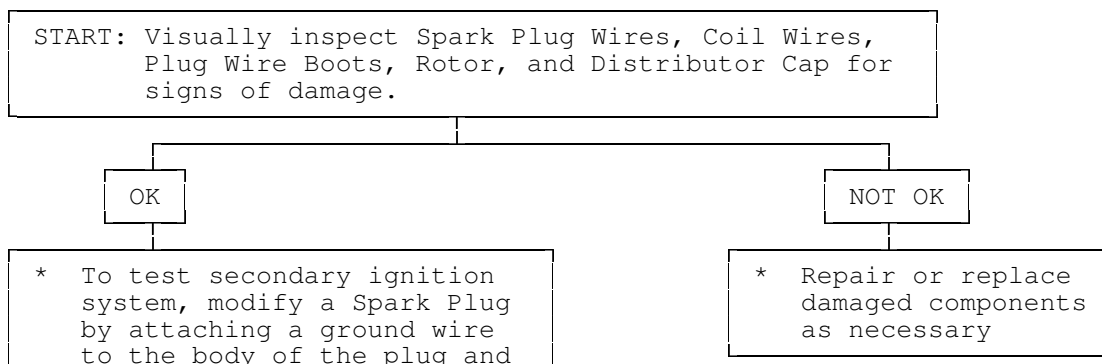 START: Visually inspect Spark Plug Wires, Coil Wires,
Plug Wire Boots, Rotor, and Distributor Cap for
signs of damage.
OK
NOT OK
* To test secondary ignition
system, modify a Spark Plug
by attaching a ground wire
to the body of the plug and
* Repair or replace
damaged components
as necessary